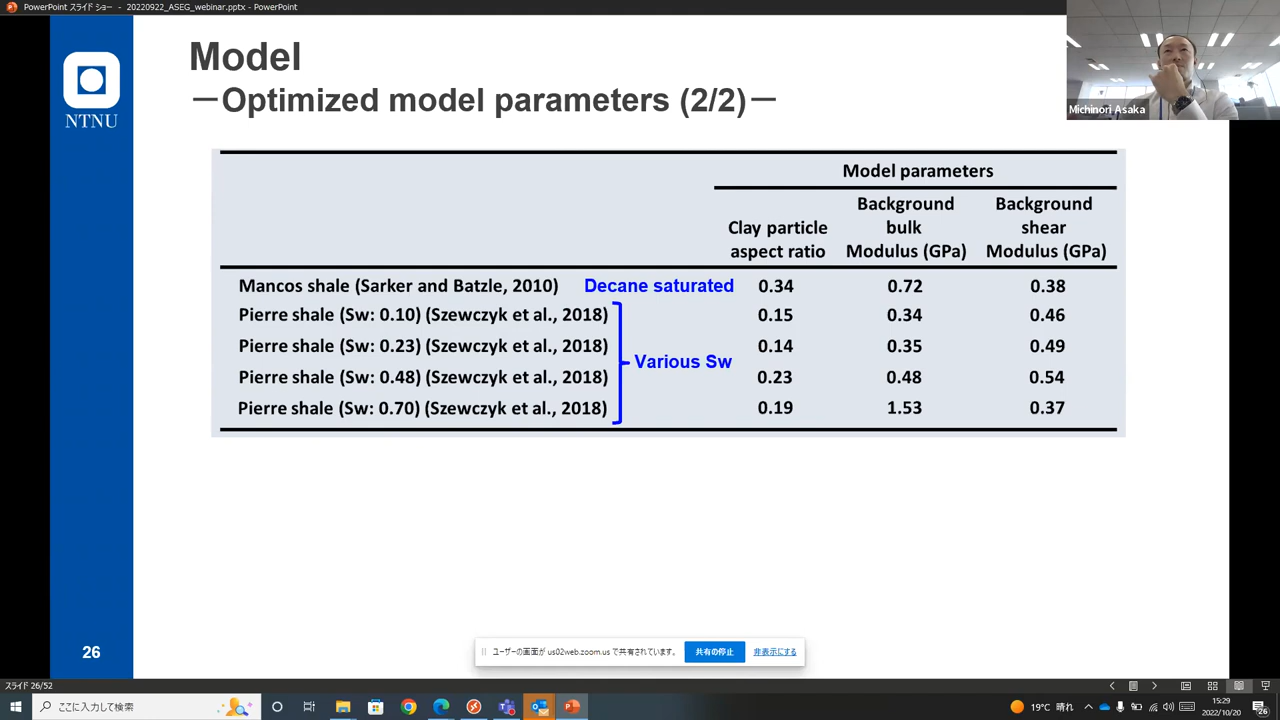 PowerPoint スライド ショー - 20220922_ASEG_webinar.pptx - PowerPoint
Michinori Asaka
NTNU
Model
－Optimized model parameters (2/2)－
Model parameters
Clay particle aspect ratio
Background bulk Modulus (GPa)
Background shear Modulus (GPa)
Mancos shale (Sarker and Batzle, 2010) Decane saturated 0.34 0.72 0.38
Pierre shale (Sw: 0.10) (Szewczyk et al., 2018) 0.15 0.34 0.46
Pierre shale (Sw: 0.23) (Szewczyk et al., 2018) 0.14 0.35 0.49
Various Sw
Pierre shale (Sw: 0.48) (Szewczyk et al., 2018) 0.23 0.48 0.54
Pierre shale (Sw: 0.70) (Szewczyk et al., 2018) 0.19 1.53 0.37
26
ユーザーの画面が us02web.zoom.us で共有されています。 共有の停止 非表示にする
スライド 26/52
ここに入力して検索
19°C 晴れ
15:29
2022/10/20
26